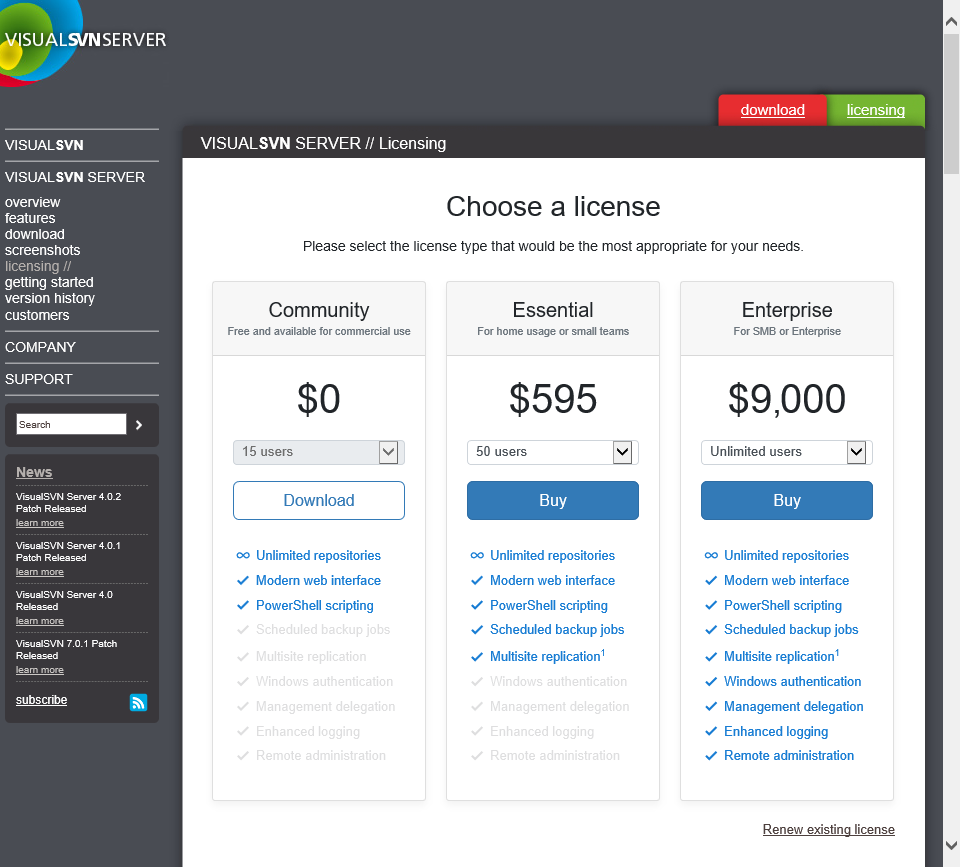 VISUALSVNSERVER
download
licensing
VISUALSVN
VISUALSVN SERVER
overview
features
download
screenshots
licensing //
getting started
version history
customers
COMPANY
SUPPORT
Search
News
VisualSVN Server 4.0.2
Patch Released
learn more
VisualSVN Server 4.0.1
Patch Released
learn more
VisualSVN Server 4.0
Released
learn more
VisualSVN 7.0.1 Patch
Released
learn more
subscribe
VISUALSVN SERVER // Licensing
Choose a license
Please select the license type that would be the most appropriate for your needs.
Community
Free and available for commercial use
$0
15 users
Download
Unlimited repositories
Modern web interface
PowerShell scripting
Scheduled backup jobs
Multisite replication
Windows authentication
Management delegation
Enhanced logging
Remote administration
Essential
For home usage or small teams
$595
50 users
Buy
Unlimited repositories
Modern web interface
PowerShell scripting
Scheduled backup jobs
Multisite replication¹
Windows authentication
Management delegation
Enhanced logging
Remote administration
Enterprise
For SMB or Enterprise
$9,000
Unlimited users
Buy
Unlimited repositories
Modern web interface
PowerShell scripting
Scheduled backup jobs
Multisite replication¹
Windows authentication
Management delegation
Enhanced logging
Remote administration
Renew existing license